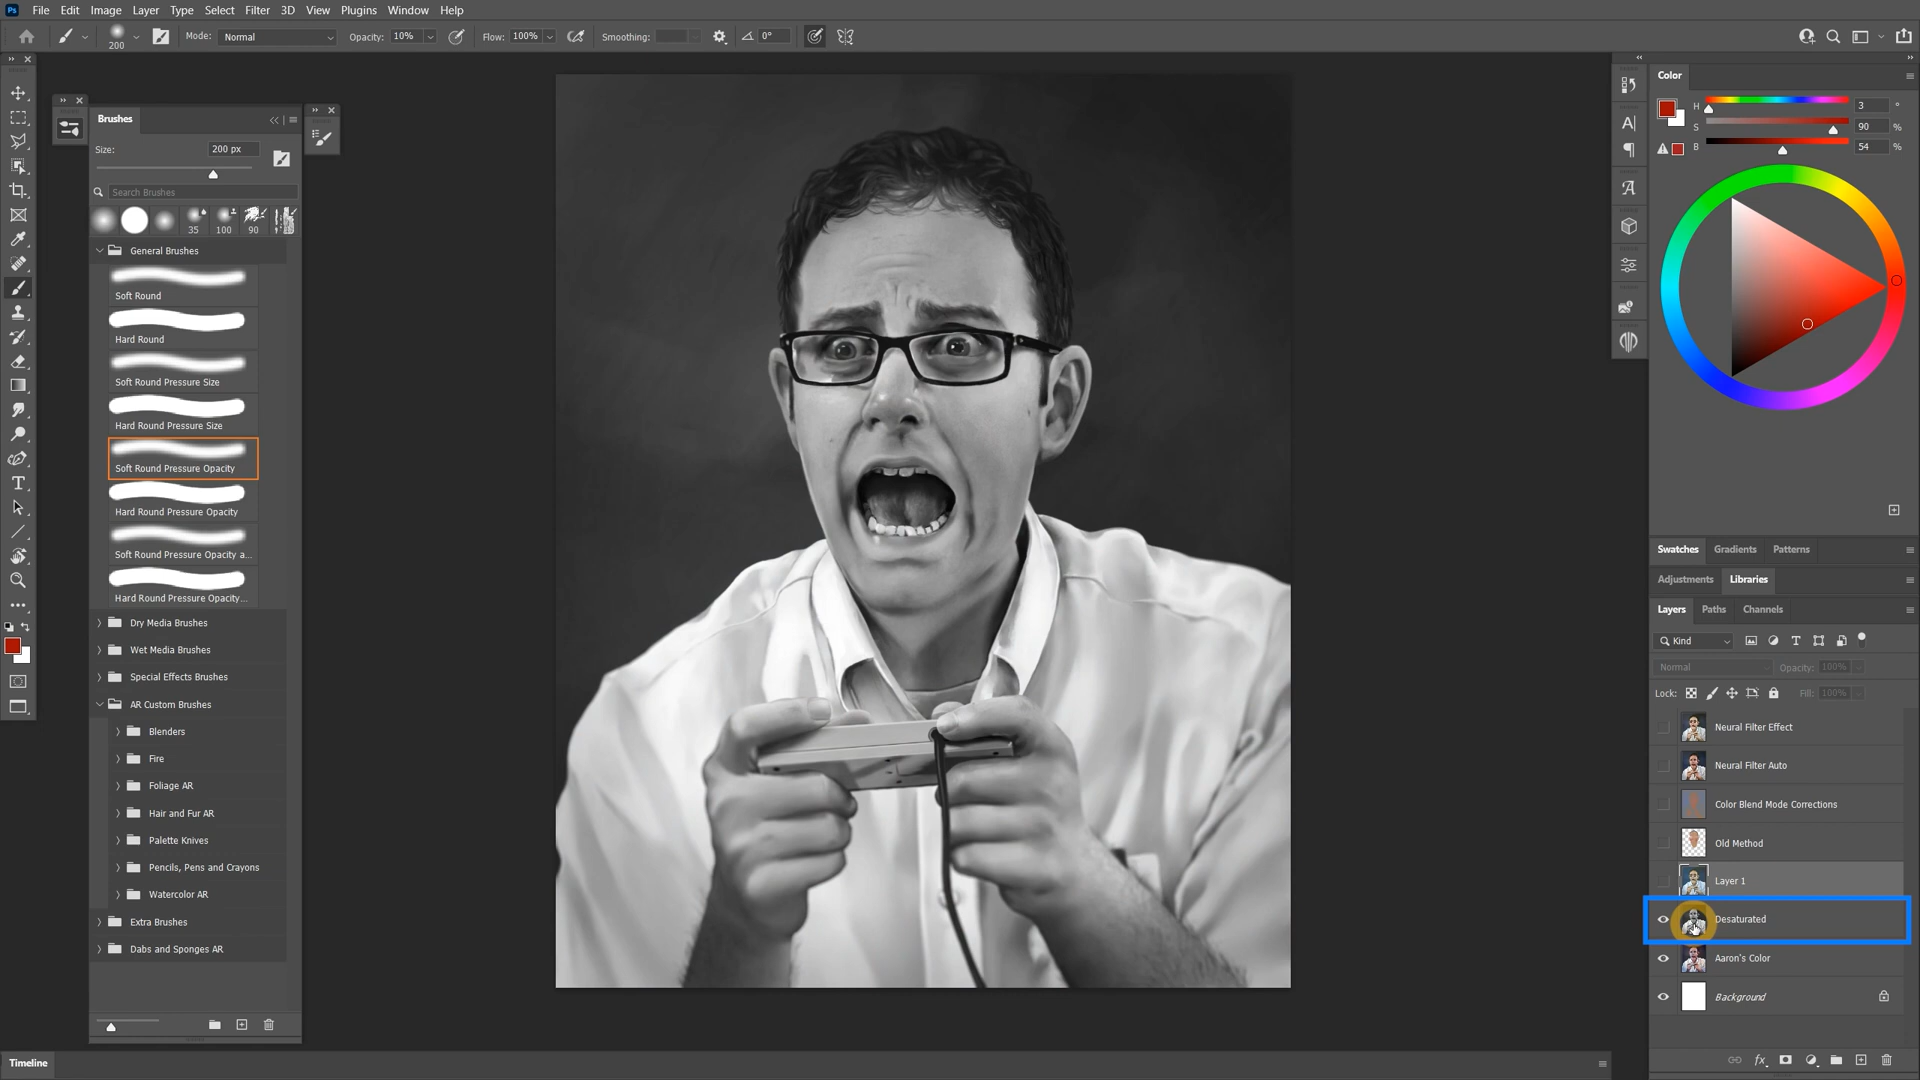 Ps File Edit Image Layer Type Select Filter 3D View Plugins Window Help
200 Mode: Normal Opacity: 10% Flow: 100% Smoothing: 0°
Brushes
Size: 200 px
Search Brushes
35 100 90
General Brushes
Soft Round
Hard Round
Soft Round Pressure Size
Hard Round Pressure Size
Soft Round Pressure Opacity
Hard Round Pressure Opacity
Soft Round Pressure Opacity a...
Hard Round Pressure Opacity...
Dry Media Brushes
Wet Media Brushes
Special Effects Brushes
AR Custom Brushes
Blenders
Fire
Foliage AR
Hair and Fur AR
Palette Knives
Pencils, Pens and Crayons
Watercolor AR
Extra Brushes
Dabs and Sponges AR
Timeline
Color
H 3 °
S 90 %
B 54 %
Swatches Gradients Patterns
Adjustments Libraries
Layers Paths Channels
Kind
Normal Opacity: 100%
Lock: Fill: 100%
Neural Filter Effect
Neural Filter Auto
Color Blend Mode Corrections
Old Method
Layer 1
Desaturated
Aaron's Color
Background
fx